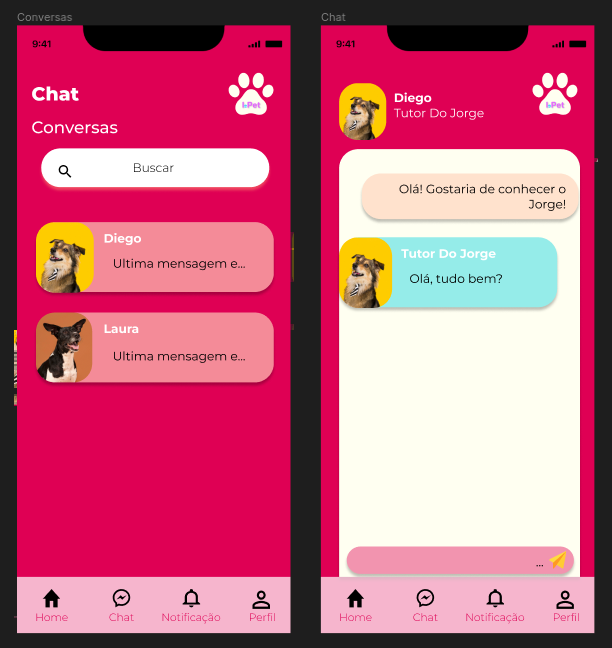 Conversas
9:41
Chat
Conversas
Buscar
Diego
Ultima mensagem e...
Laura
Ultima mensagem e...
Home
Chat
Notificação
Perfil
Chat
9:41
Diego
Tutor Do Jorge
Olá! Gostaria de conhecer o
Jorge!
Tutor Do Jorge
Olá, tudo bem?
...
Home
Chat
Notificação
Perfil